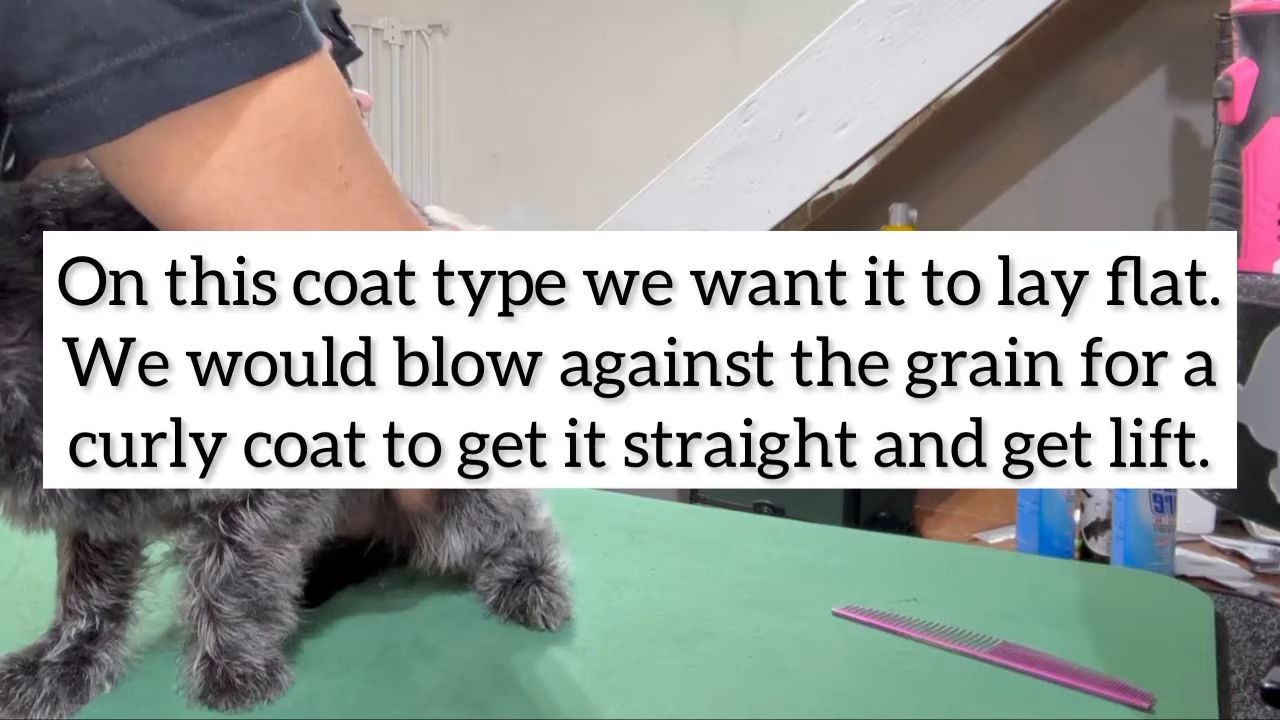 On this coat type we want it to lay flat.
We would blow against the grain for a
curly coat to get it straight and get lift.